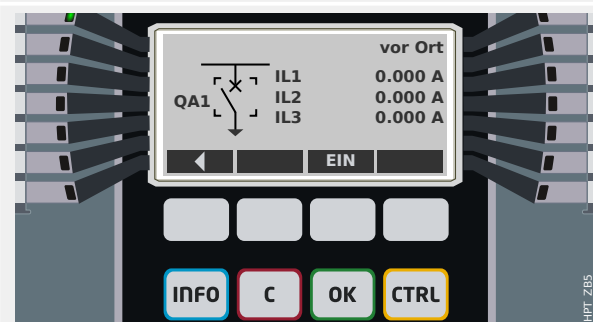 vor Ort
IL1 0.000 A
QA1 IL2 0.000 A
IL3 0.000 A
EIN
INFO C OK CTRL
HPT_ZB5